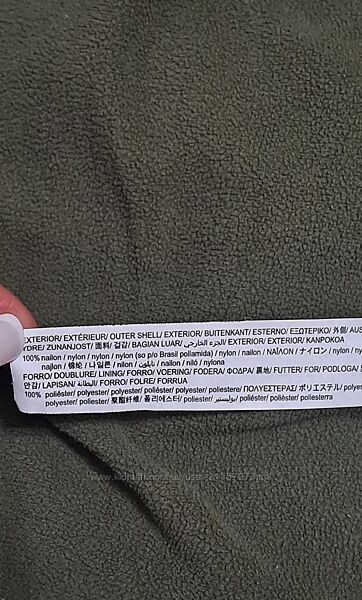 EXTERIOR/ EXTÉRIEUR/ OUTER SHELL/ EXTERIOR/ BUITENKANT/ ESTERNO/ ΕΞΩΤΕΡΙΚΟ/ 外側/
ZUNANJOST/ 面料/ 겉감/ BAGIAN LUAR/ الجزء الخارجي/ EXTERIOR/ EXTERIOR/ KANPOKOA
100% nailon / nylon / nylon / nylon (so p/o Brasil poliamida) / nylon / nylon / nailon / ΝΑΪΛΟΝ / ナイロン / nylon /
najlon / 锦纶 / 나일론 / nilon / نايلون / nailon / niló / nylona
FORRO/ DOUBLURE/ LINING/ FORRO/ VOERING/ FODERA/ ΦΟΔΡΑ/ 裏地/ FUTTER/ FOR/ PODLOGA/
안감/ LAPISAN/ البطانة/ FORRO/ FOLRE/ FORRUA
100% poliéster/ polyester/ polyester/ poliéster/ polyester/ poliestere/ ΠΟΛΥΕΣΤΕΡΑΣ/ ポリエステル/
polyester/ poliester/ 聚酯纤维/ 폴리에스터/ poliester/ بوليستير/ poliéster/ polièster/ poliesterra